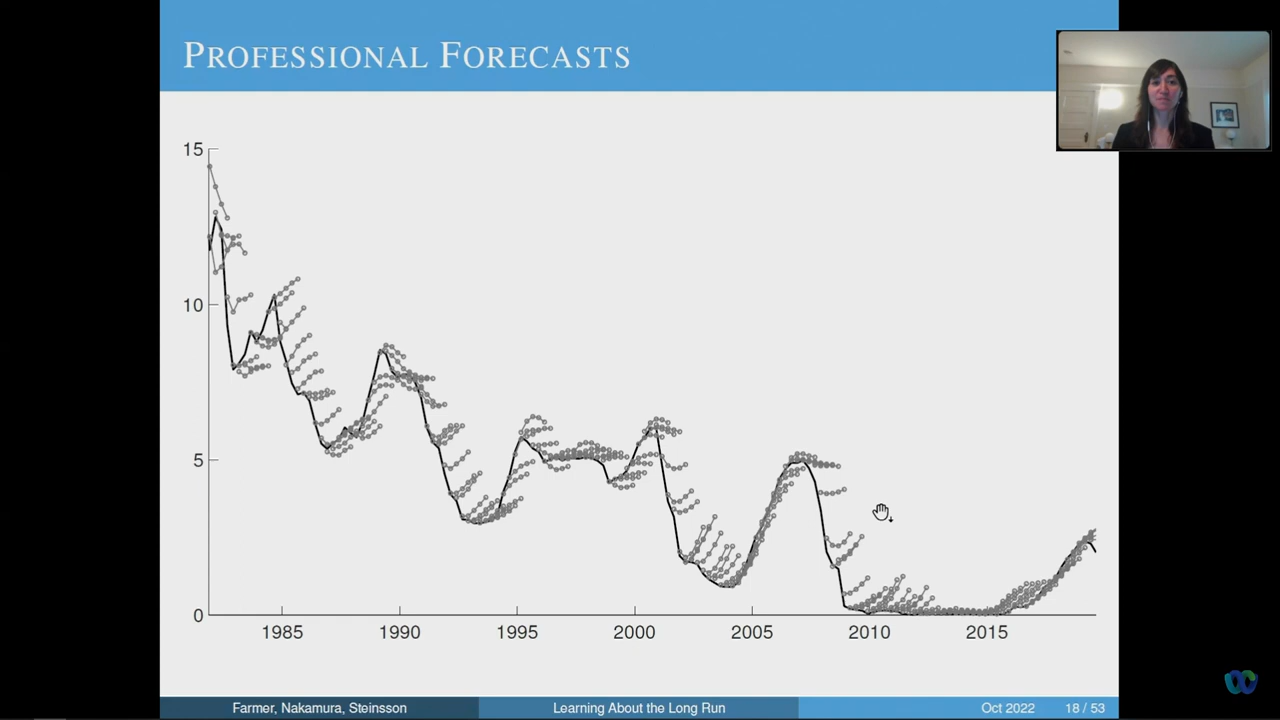 PROFESSIONAL FORECASTS
15
10
5
0
1985 1990 1995 2000 2005 2010 2015
Farmer, Nakamura, Steinsson Learning About the Long Run Oct 2022 18 / 53